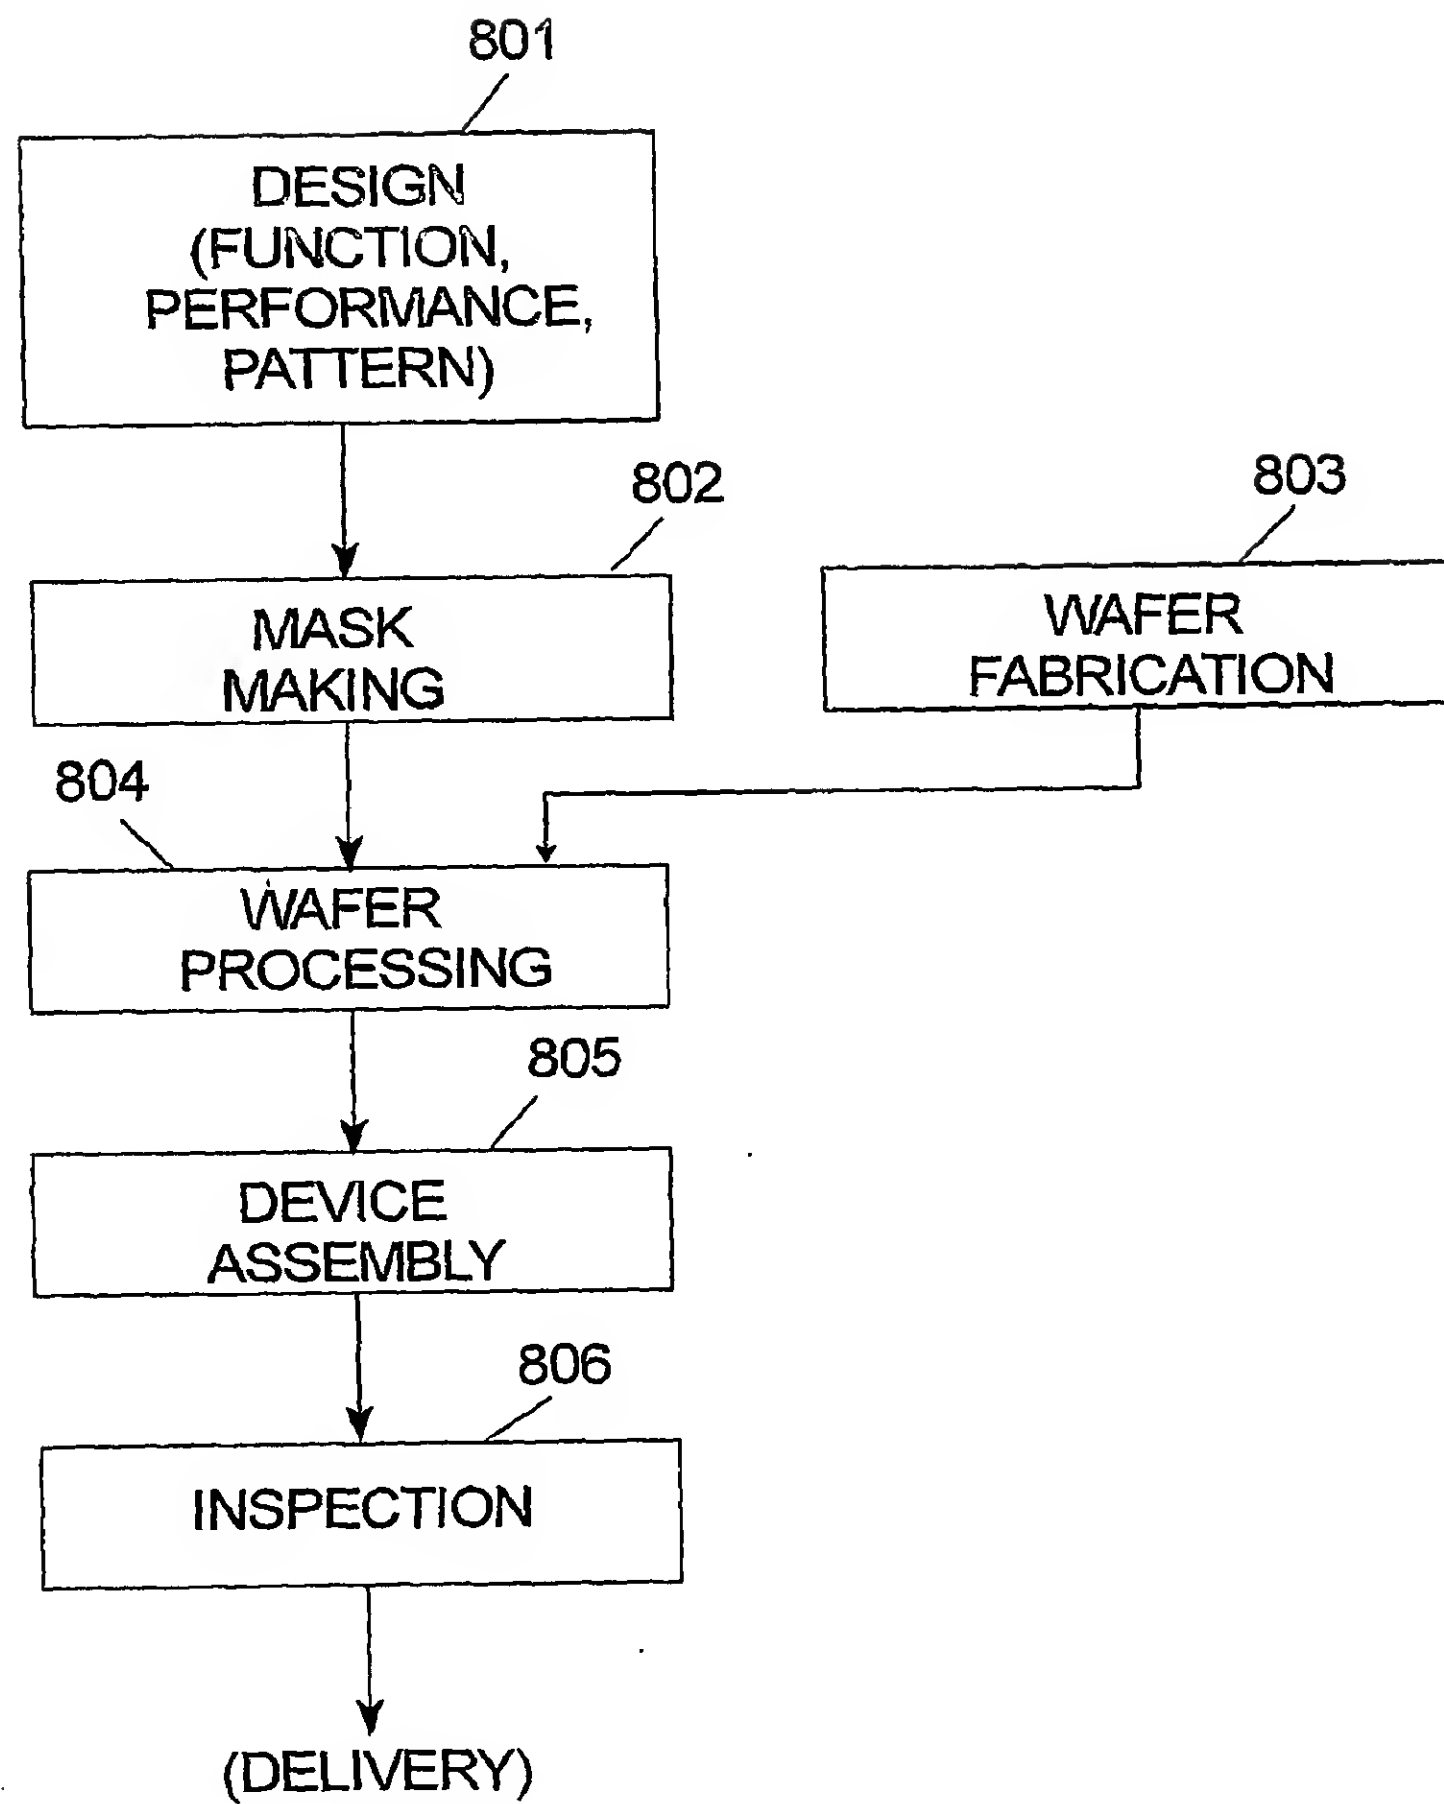 801
DESIGN
(FUNCTION,
PERFORMANCE,
PATTERN)
802
803
MASK
MAKING
WAFER
FABRICATION
804
WAFER
PROCESSING
805
DEVICE
ASSEMBLY
806
INSPECTION
(DELIVERY)